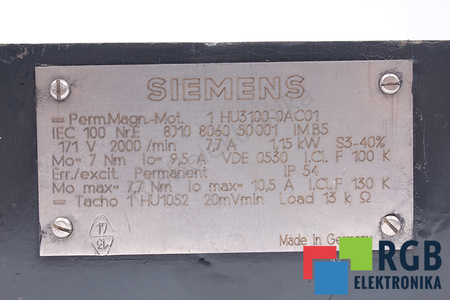 SIEMENS
Perm.Magn.-Mot. 1 HU3100-0AC01
IEC 100 Nr.E 8010 8060 50001 IM B5
171 V 2000 /min 7,7 A 1,15 kW S3-40%
Mo= 7 Nm Io= 9,5 A VDE 0530 I.Cl. F 100 K
Err./excit. Permanent IP 54
Mo max= 7,7 Nm Io max= 10,5 A I.Cl.F 130 K
Tacho 1 HU1052 20mVmin Load 13 k Ω
Made in Germany
RGB
ELEKTRONIKA